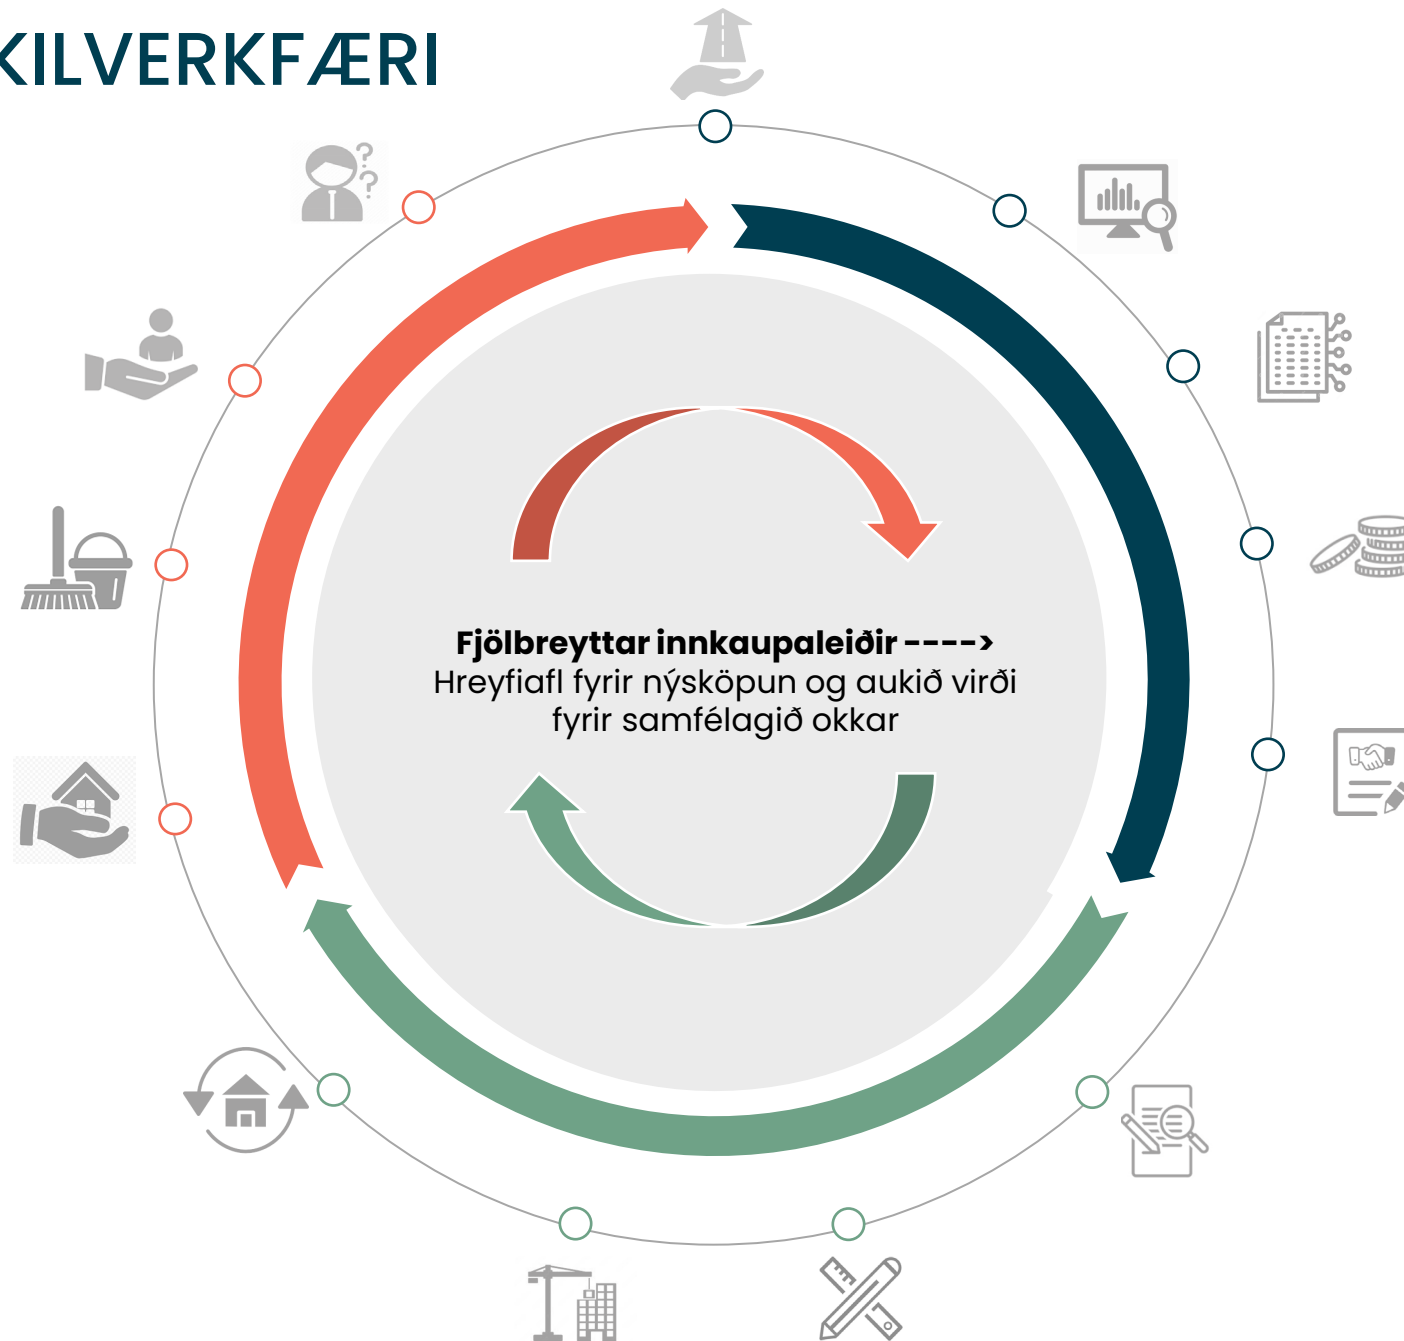 KILVERKFÆRI
Fjölbreyttar innkaupaleiðir ---->
Hreyfiafl fyrir nýsköpun og aukið virði
fyrir samfélagið okkar